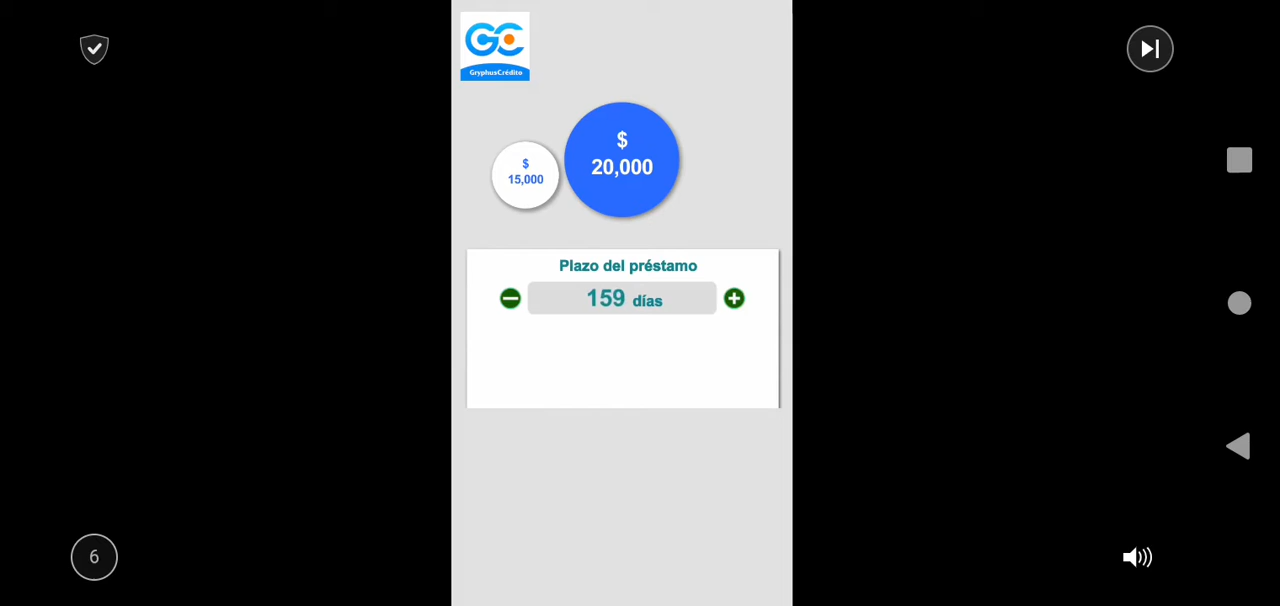 GC
GryphusCrédito
$
20,000
$
15,000
Plazo del préstamo
159 días
6